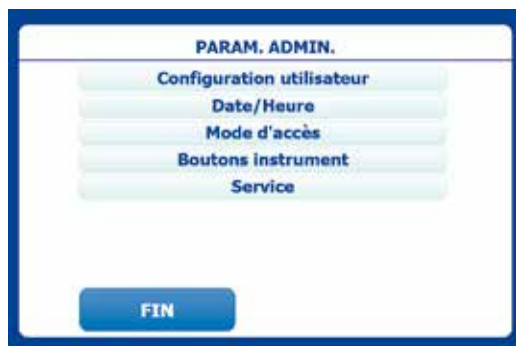 PARAM. ADMIN.
Configuration utilisateur
Date/Heure
Mode d'accès
Boutons instrument
Service
FIN